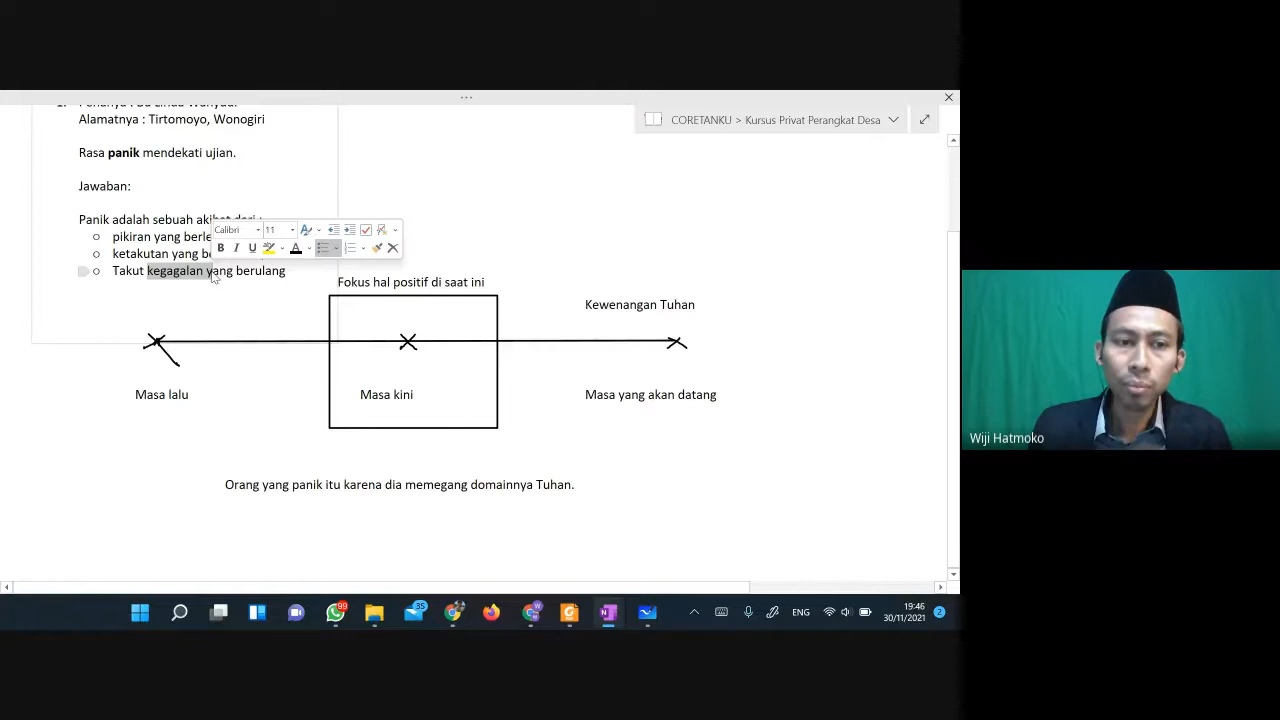 CORETANKU > Kursus Privat Perangkat Desa
Alamatnya : Tirtomoyo, Wonogiri
Rasa panik mendekati ujian.
Jawaban:
Panik adalah sebuah akibat dari :
pikiran yang
ketakutan yang
Takut kegagalan yang berulang
Calibri 11
B I U A
Fokus hal positif di saat ini
Kewenangan Tuhan
Masa lalu
Masa kini
Masa yang akan datang
Orang yang panik itu karena dia memegang domainnya Tuhan.
Wiji Hatmoko
99
35
ENG
19:46
30/11/2021
2